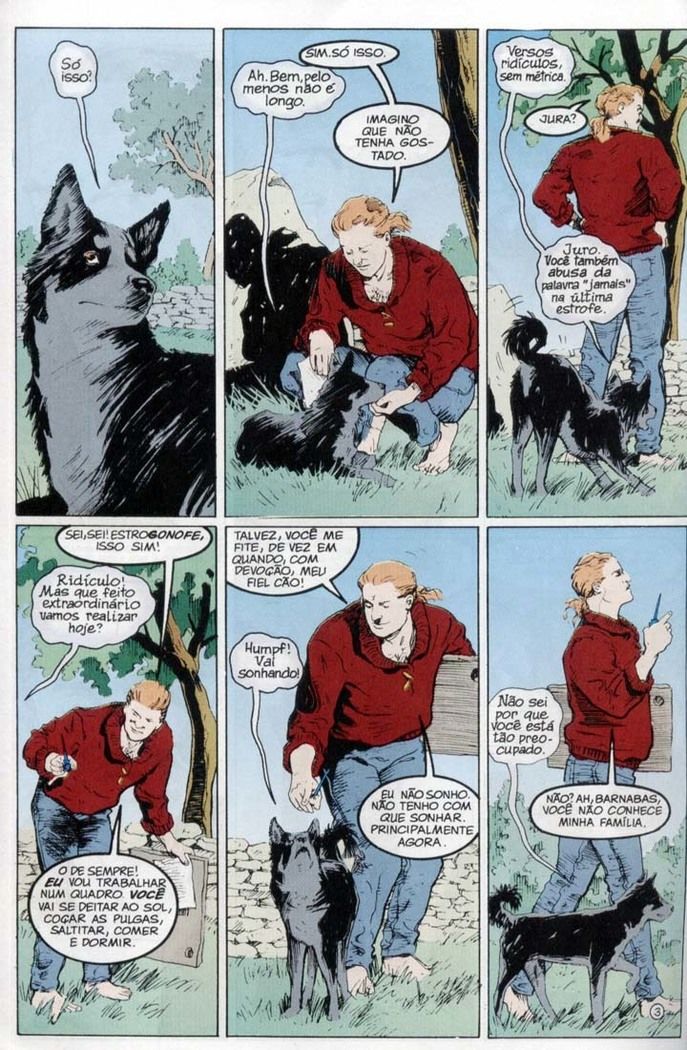 Só
isso?
SIM. SÓ ISSO.
Ah. Bem, pelo
menos não é
longo.
IMAGINO
QUE NÃO
TENHA GOS-
TADO.
Versos
ridículos,
sem métrica.
JURA?
Juro.
Você também
abusa da
palavra "jamais"
na última
estrofe.
SEI, SEI! ESTROGONOFE,
ISSO SIM!
Ridículo!
Mas que feito
extraordinário
vamos realizar
hoje?
O DE SEMPRE!
EU VOU TRABALHAR
NUM QUADRO. VOCÊ
VAI SE DEITAR AO SOL,
COÇAR AS PULGAS,
SALTITAR, COMER
E DORMIR.
TALVEZ, VOCÊ ME
FITE, DE VEZ EM
QUANDO, COM
DEVOÇÃO, MEU
FIEL CÃO!
Humpf!
Vai
sonhando!
EU NÃO SONHO.
NÃO TENHO COM
QUE SONHAR.
PRINCIPALMENTE
AGORA.
Não sei
por que
você está
tão preo-
cupado.
NÃO? AH, BARNABAS,
VOCÊ NÃO CONHECE
MINHA FAMÍLIA.
3